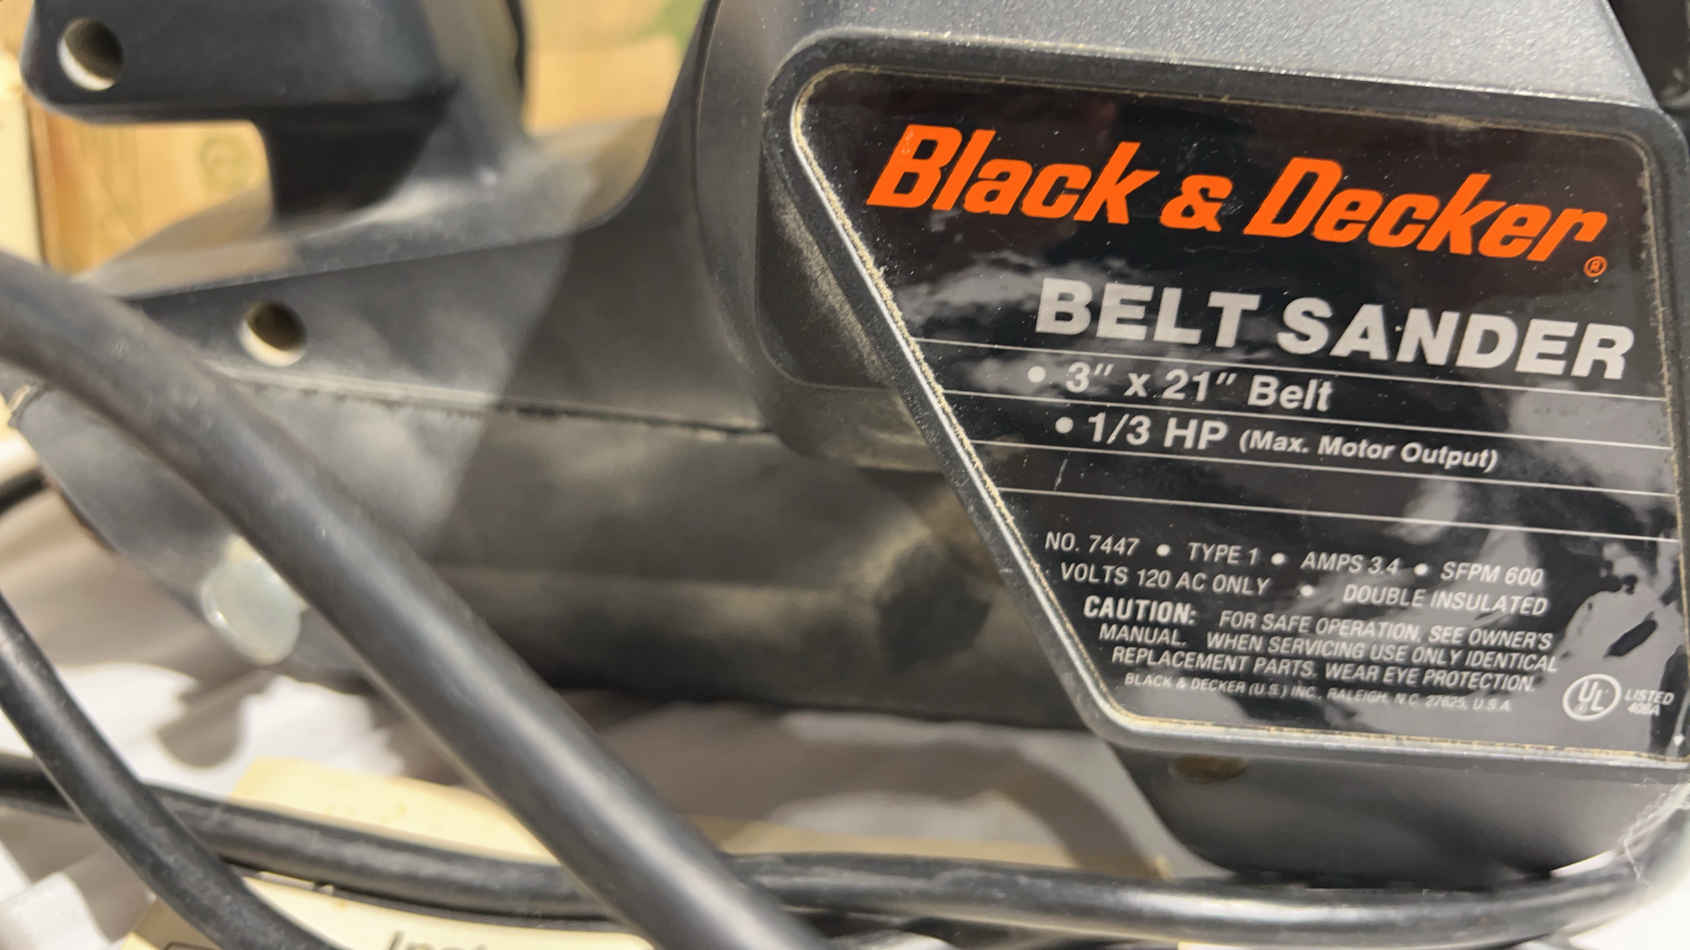 Black & Decker®
BELT SANDER
• 3" x 21" Belt
• 1/3 HP (Max. Motor Output)
NO. 7447 • TYPE 1 • AMPS 3.4 • SFPM 600
VOLTS 120 AC ONLY • DOUBLE INSULATED
CAUTION: FOR SAFE OPERATION, SEE OWNER'S
MANUAL. WHEN SERVICING USE ONLY IDENTICAL
REPLACEMENT PARTS. WEAR EYE PROTECTION.
BLACK & DECKER (U.S.) INC., RALEIGH, N.C. 27625, U.S.A
UL LISTED